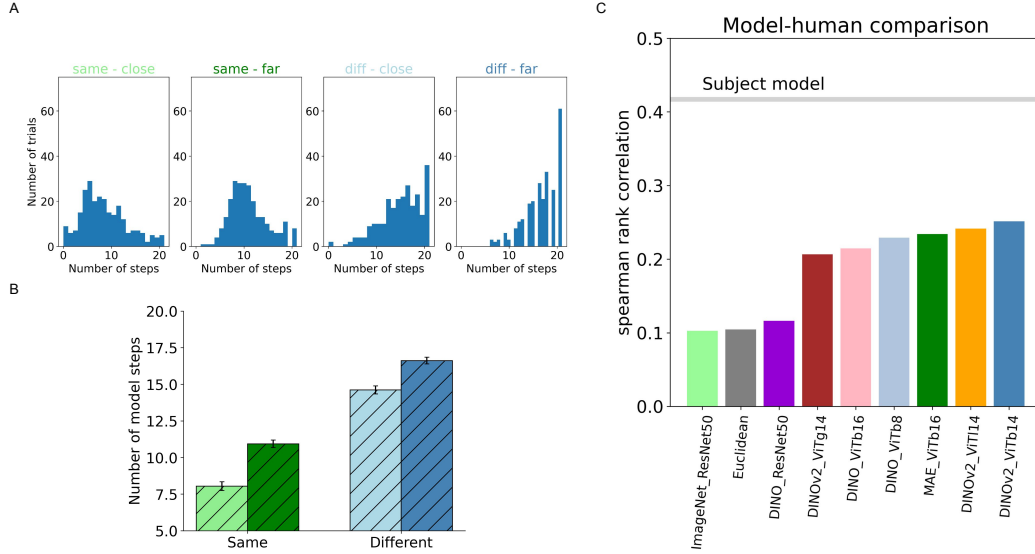 A
same - close
same - far
diff - close
diff - far
Number of trials
60
40
20
0
0
10
20
Number of steps
60
40
20
0
0
10
20
Number of steps
60
40
20
0
0
10
20
Number of steps
60
40
20
0
0
10
20
Number of steps
B
Number of model steps
20.0
17.5
15.0
12.5
10.0
7.5
5.0
Same
Different
C
Model-human comparison
Subject model
spearman rank correlation
0.5
0.4
0.3
0.2
0.1
0.0
ImageNet_ResNet50
Euclidean
DINO_ResNet50
DINOv2_ViTg14
DINO_ViTb16
DINO_ViTb8
MAE_ViTb16
DINOv2_ViTl14
DINOv2_ViTb14